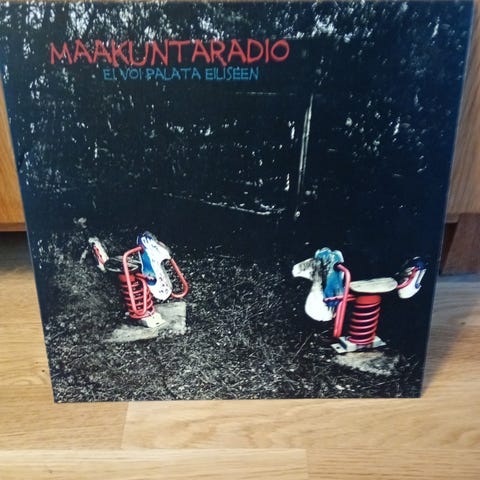 MAAKUNTARADIO
EI VOI PALATA EILISEEN